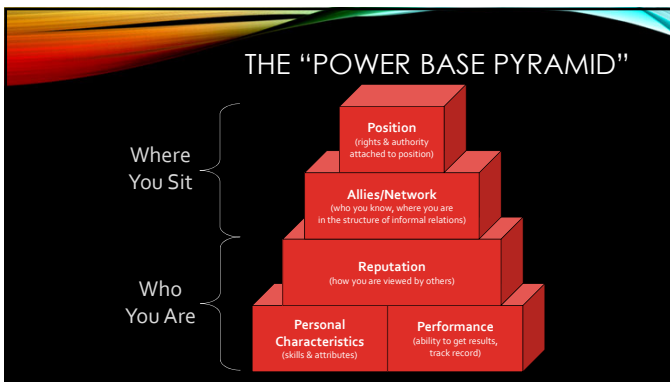 THE “POWER BASE PYRAMID”
Where
You Sit
Position
(rights & authority
attached to position)
Allies/Network
(who you know, where you are
in the structure of informal relations)
Who
You Are
Reputation
(how you are viewed by others)
Personal
Characteristics
(skills & attributes)
Performance
(ability to get results,
track record)